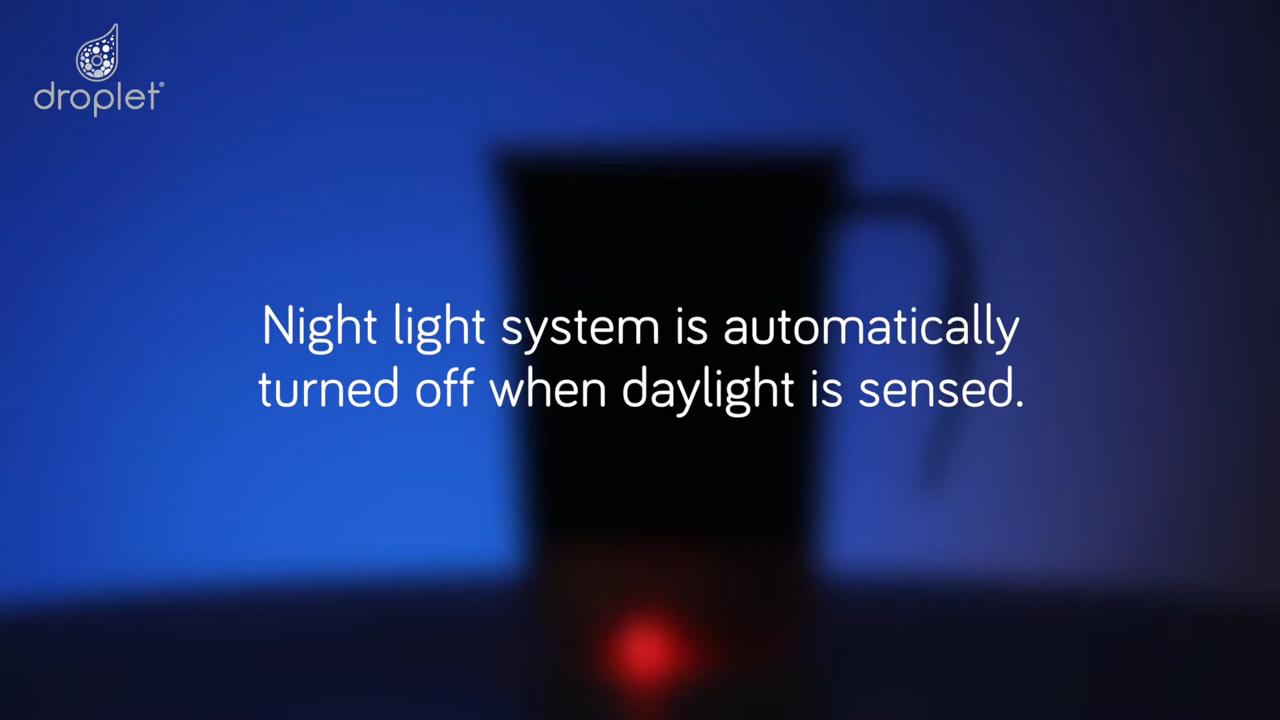 droplet®
Night light system is automatically
turned off when daylight is sensed.